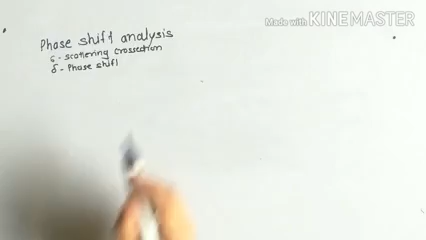 Made with KINEMASTER
Phase shift analysis
σ - scattering crossection
δ - Phase shift